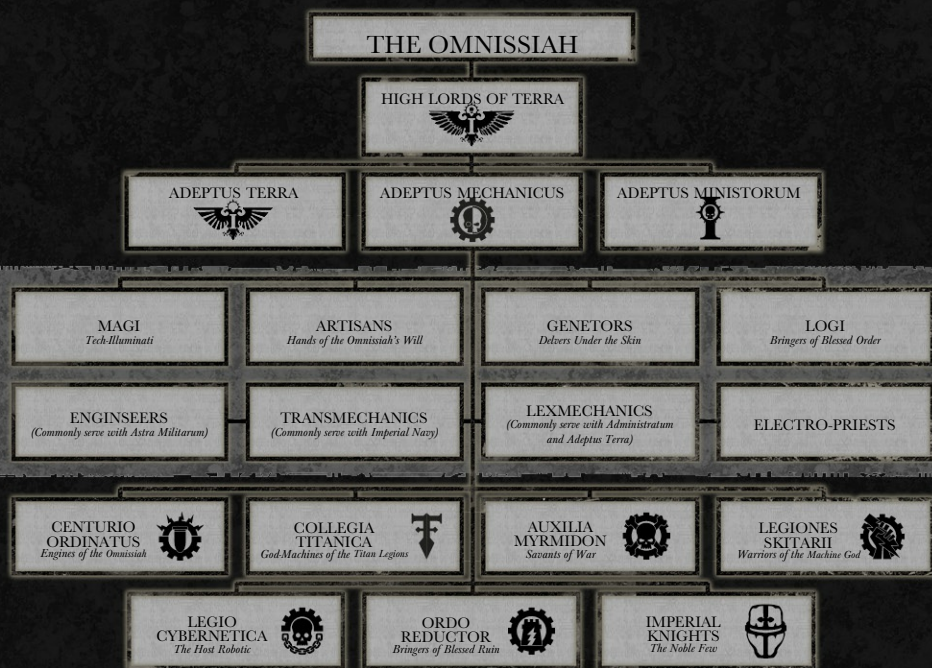 THE OMNISSIAH
HIGH LORDS OF TERRA
ADEPTUS TERRA
ADEPTUS MECHANICUS
ADEPTUS MINISTORUM
MAGI
Tech-Illuminati
ARTISANS
Hands of the Omnissiah's Will
GENETORS
Delvers Under the Skin
LOGI
Bringers of Blessed Order
ENGINSEERS
(Commonly serve with Astra Militarum)
TRANSMECHANICS
(Commonly serve with Imperial Navy)
LEXMECHANICS
(Commonly serve with Administratum
and Adeptus Terra)
ELECTRO-PRIESTS
CENTURIO
ORDINATUS
Engines of the Omnissiah
COLLEGIA
TITANICA
God-Machines of the Titan Legions
AUXILIA
MYRMIDON
Savants of War
LEGIONES
SKITARII
Warriors of the Machine God
LEGIO
CYBERNETICA
The Host Robotic
ORDO
REDUCTOR
Bringers of Blessed Ruin
IMPERIAL
KNIGHTS
The Noble Few